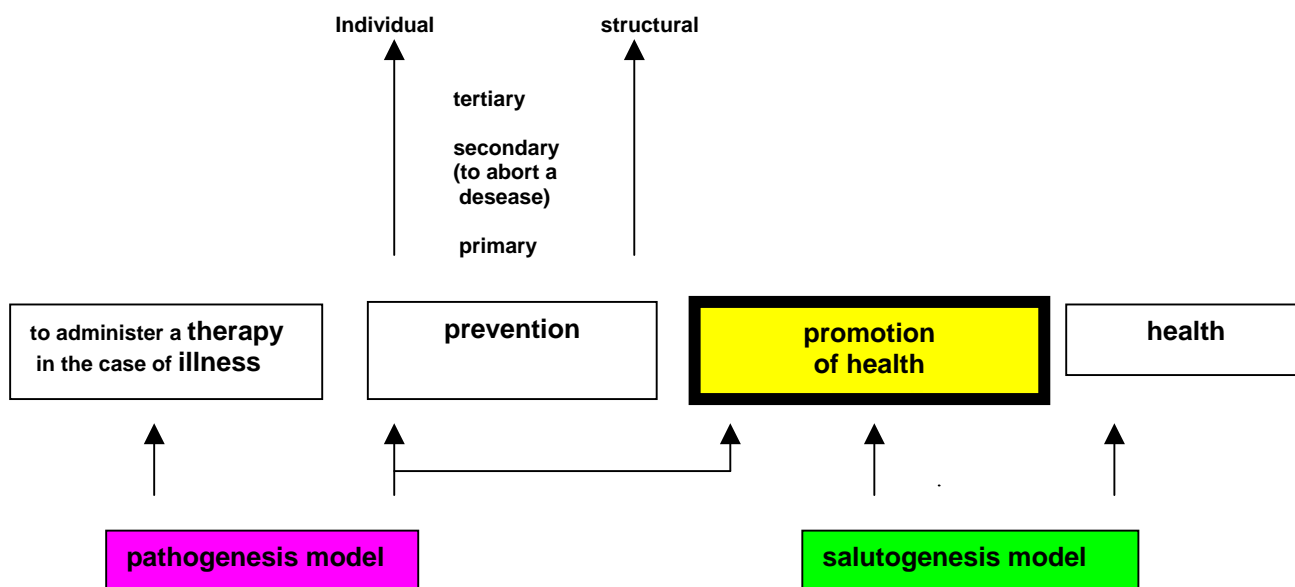 Individual structural
tertiary
secondary
(to abort a
desease)
primary
to administer a therapy
in the case of illness
prevention
promotion
of health
health
pathogenesis model
salutogenesis model